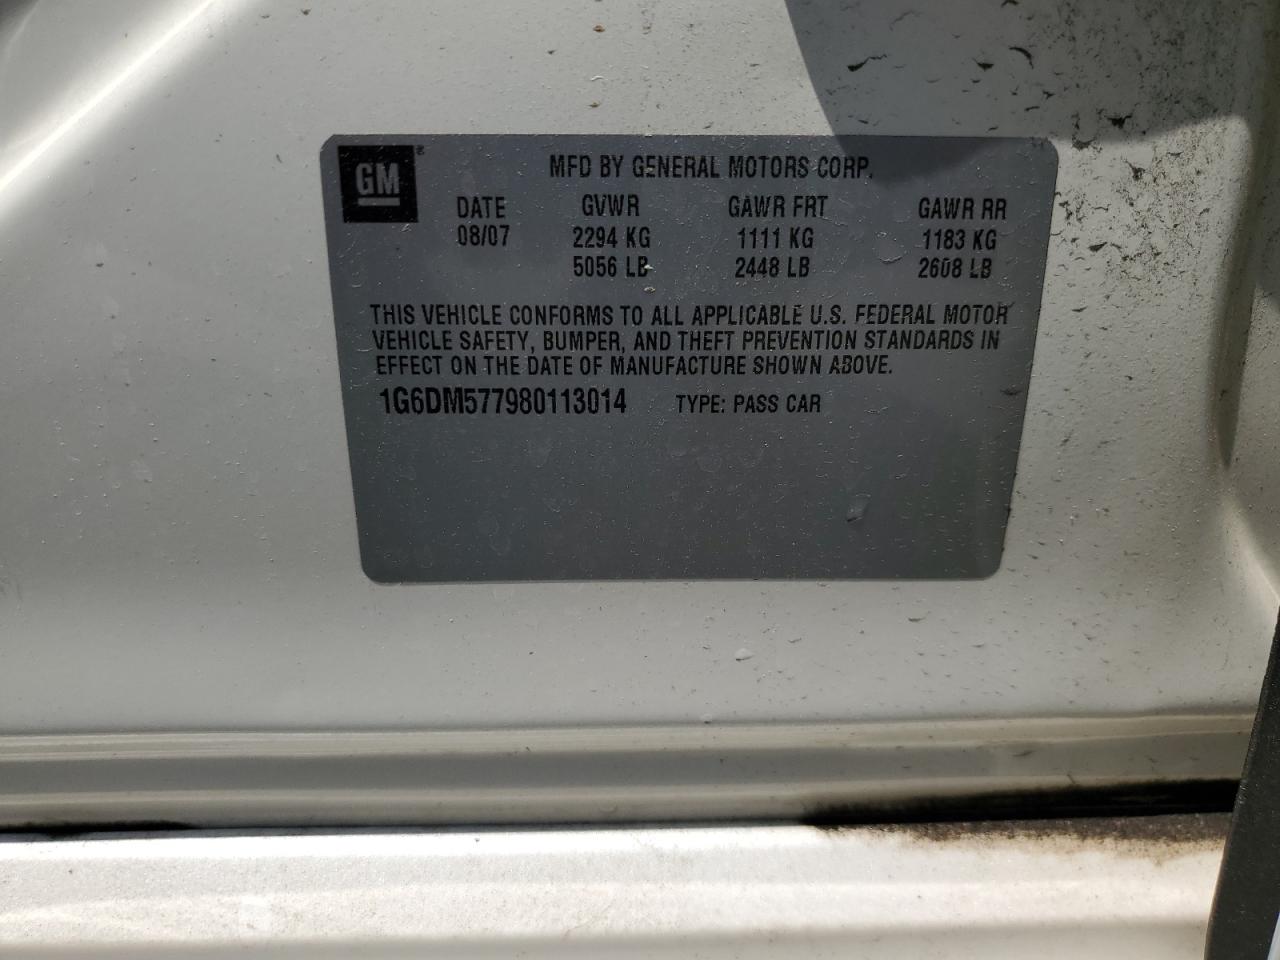 GM®
MFD BY GENERAL MOTORS CORP.
DATE GVWR GAWR FRT GAWR RR
08/07 2294 KG 1111 KG 1183 KG
5056 LB 2448 LB 2608 LB
THIS VEHICLE CONFORMS TO ALL APPLICABLE U.S. FEDERAL MOTOR
VEHICLE SAFETY, BUMPER, AND THEFT PREVENTION STANDARDS IN
EFFECT ON THE DATE OF MANUFACTURE SHOWN ABOVE.
1G6DM577980113014 TYPE: PASS CAR